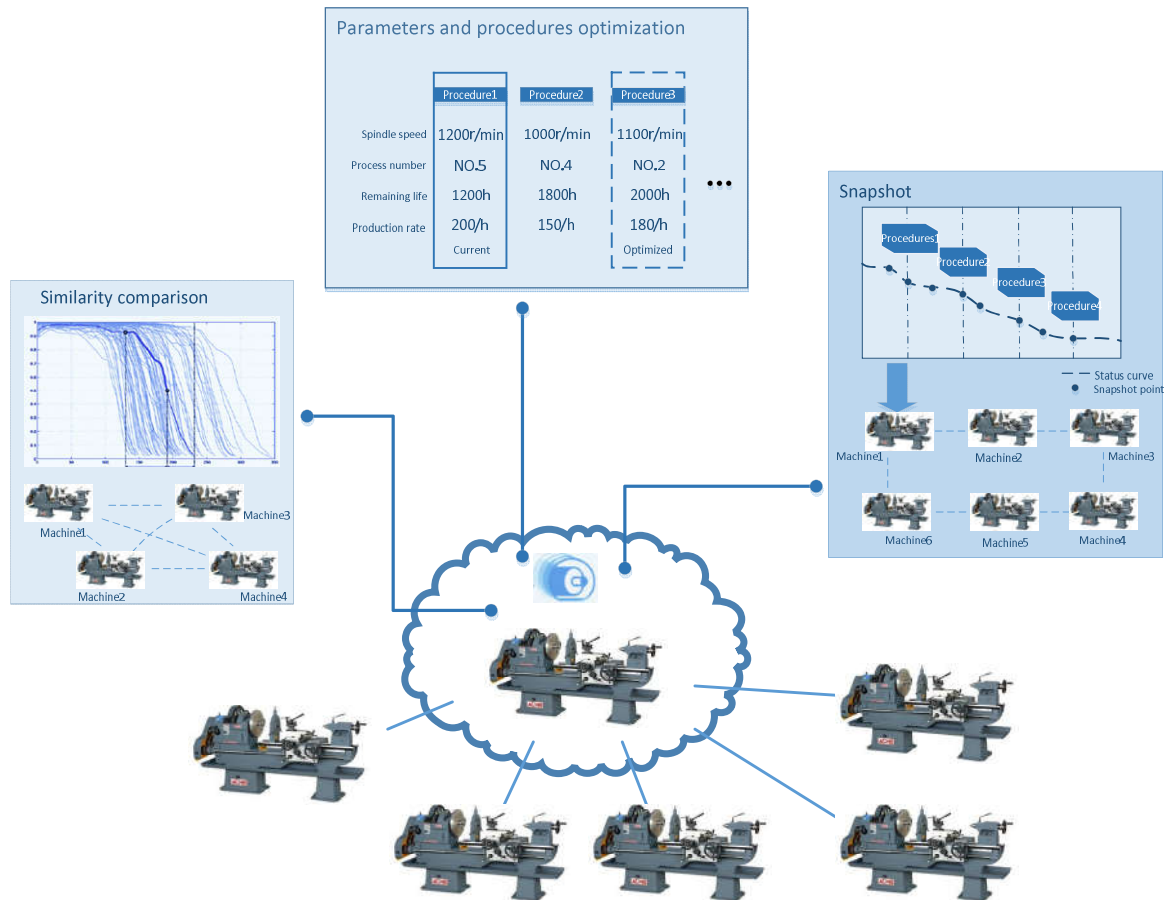 Parameters and procedures optimization
Procedure1 Procedure2 Procedure3
Spindle speed 1200r/min 1000r/min 1100r/min
Process number NO.5 NO.4 NO.2
Remaining life 1200h 1800h 2000h
Production rate 200/h 150/h 180/h
Current Optimized
Snapshot
Procedures1
Procedure2
Procedure3
Procedure4
Status curve
Snapshot point
Machine1 Machine2 Machine3
Machine6 Machine5 Machine4
Similarity comparison
Machine3
Machine1
Machine2 Machine4